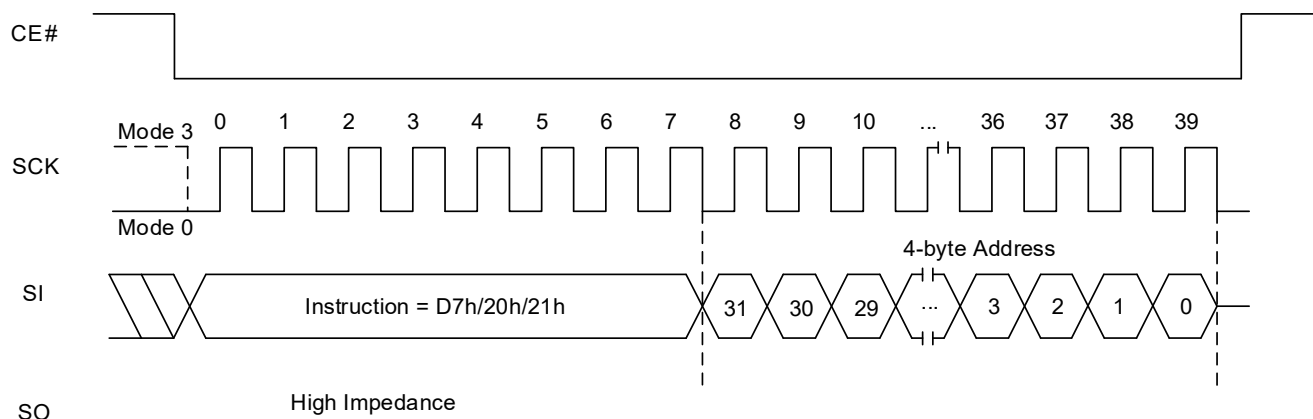 CE#
Mode 3 0 1 2 3 4 5 6 7 8 9 10 ... 36 37 38 39
SCK
Mode 0
4-byte Address
SI Instruction = D7h/20h/21h 31 30 29 ... 3 2 1 0
High Impedance
SO